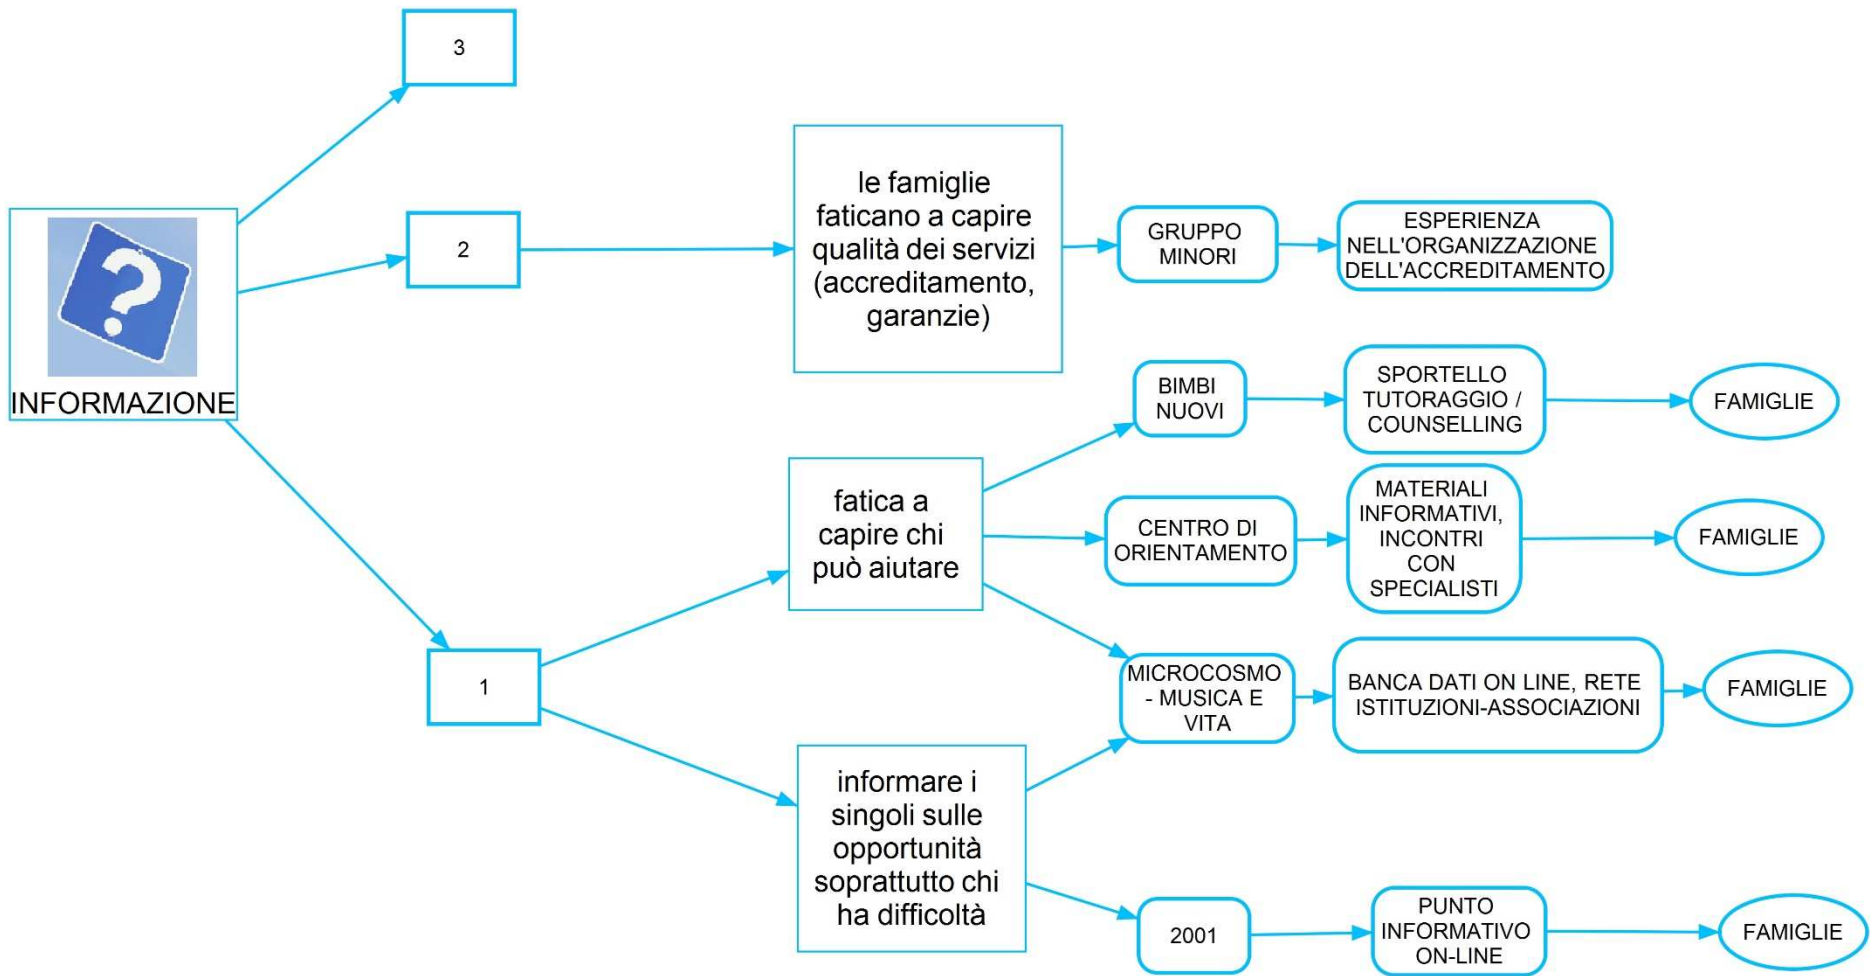 3
?
INFORMAZIONE
2
le famiglie
faticano a capire
qualità dei servizi
(accreditamento,
garanzie)
GRUPPO
MINORI
ESPERIENZA
NELL'ORGANIZZAZIONE
DELL'ACCREDITAMENTO
1
fatica a
capire chi
può aiutare
BIMBI
NUOVI
SPORTELLO
TUTORAGGIO /
COUNSELLING
FAMIGLIE
CENTRO DI
ORIENTAMENTO
MATERIALI
INFORMATIVI,
INCONTRI
CON
SPECIALISTI
FAMIGLIE
MICROCOSMO
- MUSICA E
VITA
BANCA DATI ON LINE, RETE
ISTITUZIONI-ASSOCIAZIONI
FAMIGLIE
informare i
singoli sulle
opportunità
soprattutto chi
ha difficoltà
2001
PUNTO
INFORMATIVO
ON-LINE
FAMIGLIE